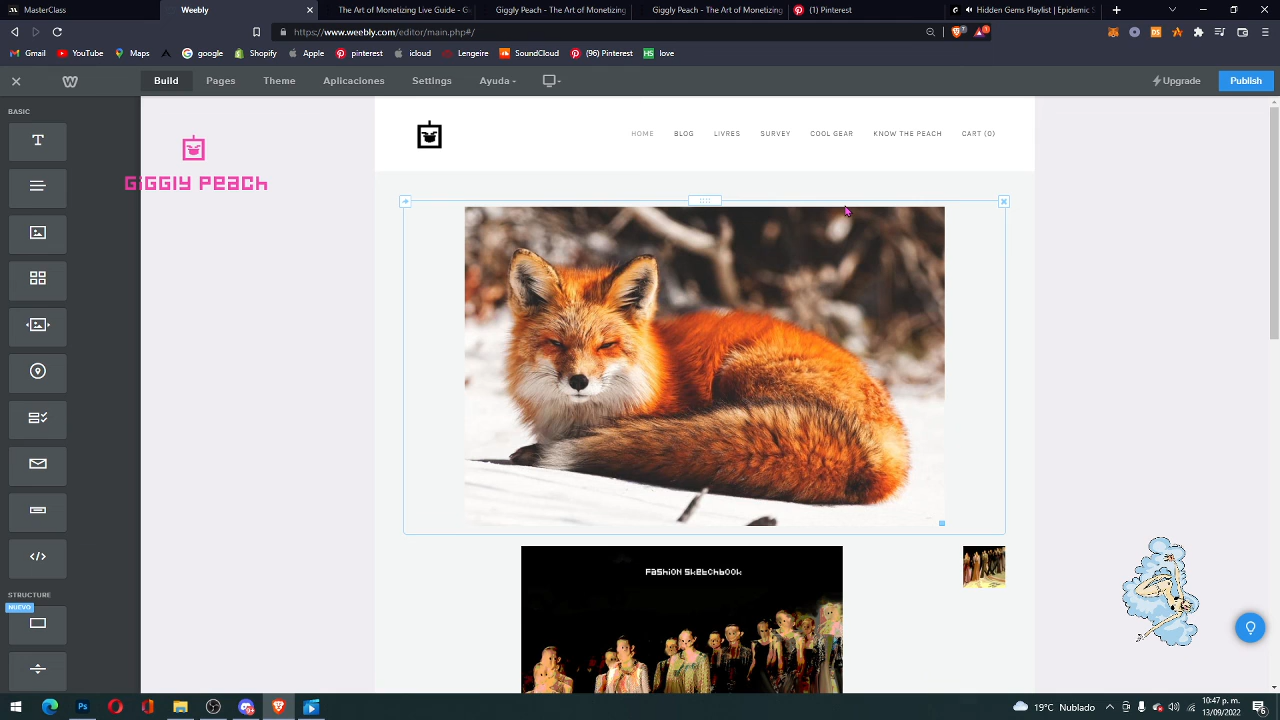 MasterClass
Weebly
The Art of Monetizing Lengire - G
Giggly Peach - The Art of Monetizing
Giggly Peach - The Art of Monetizing
(1) Pinterest
Hidden Gems Playlist | Epidemic S
https://www.weebly.com/editor/main.php#/
Gmail YouTube Maps google Shopify Apple pinterest icloud Lengire SoundCloud (96) Pinterest HS love
Build Pages Theme Aplicaciones Settings Ayuda Upgrade Publish
BASIC
Giggly Peach
HOME BLOG LIVRES SURVEY COOL GEAR KNOW THE PEACH CART (0)
Fashion Sketchbook
STRUCTURE
NUEVO
19°C Nublado
10:47 p. m.
13/09/2022